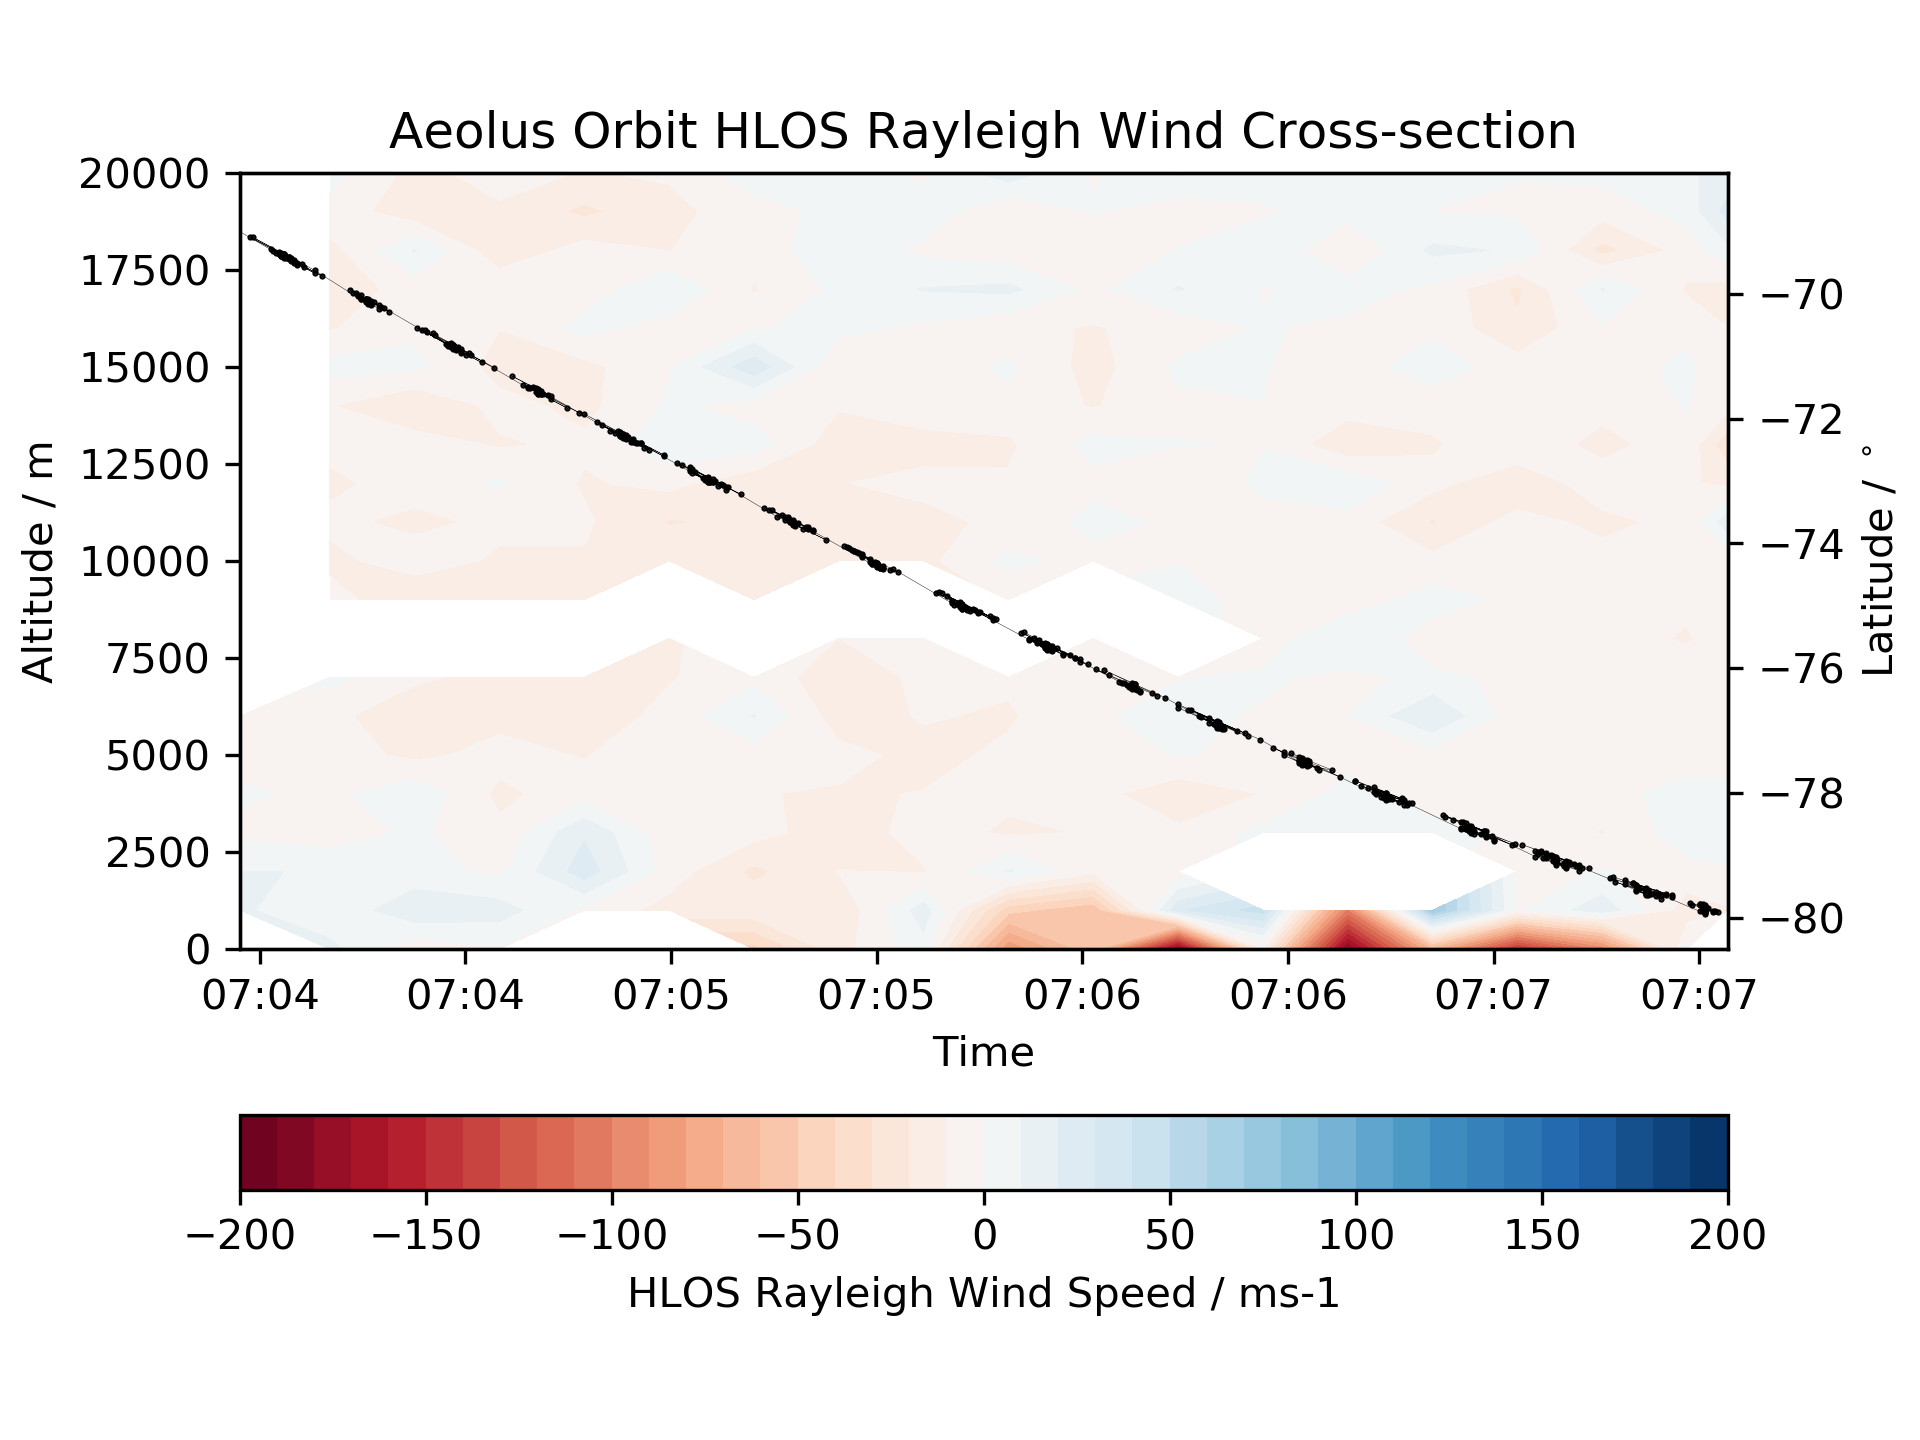 Aeolus Orbit HLOS Rayleigh Wind Cross-section
20000
17500
15000
12500
10000
7500
5000
2500
0
Altitude / m
−70
−72
−74
−76
−78
−80
Latitude / °
07:04 07:04 07:05 07:05 07:06 07:06 07:07 07:07
Time
−200 −150 −100 −50 0 50 100 150 200
HLOS Rayleigh Wind Speed / ms-1